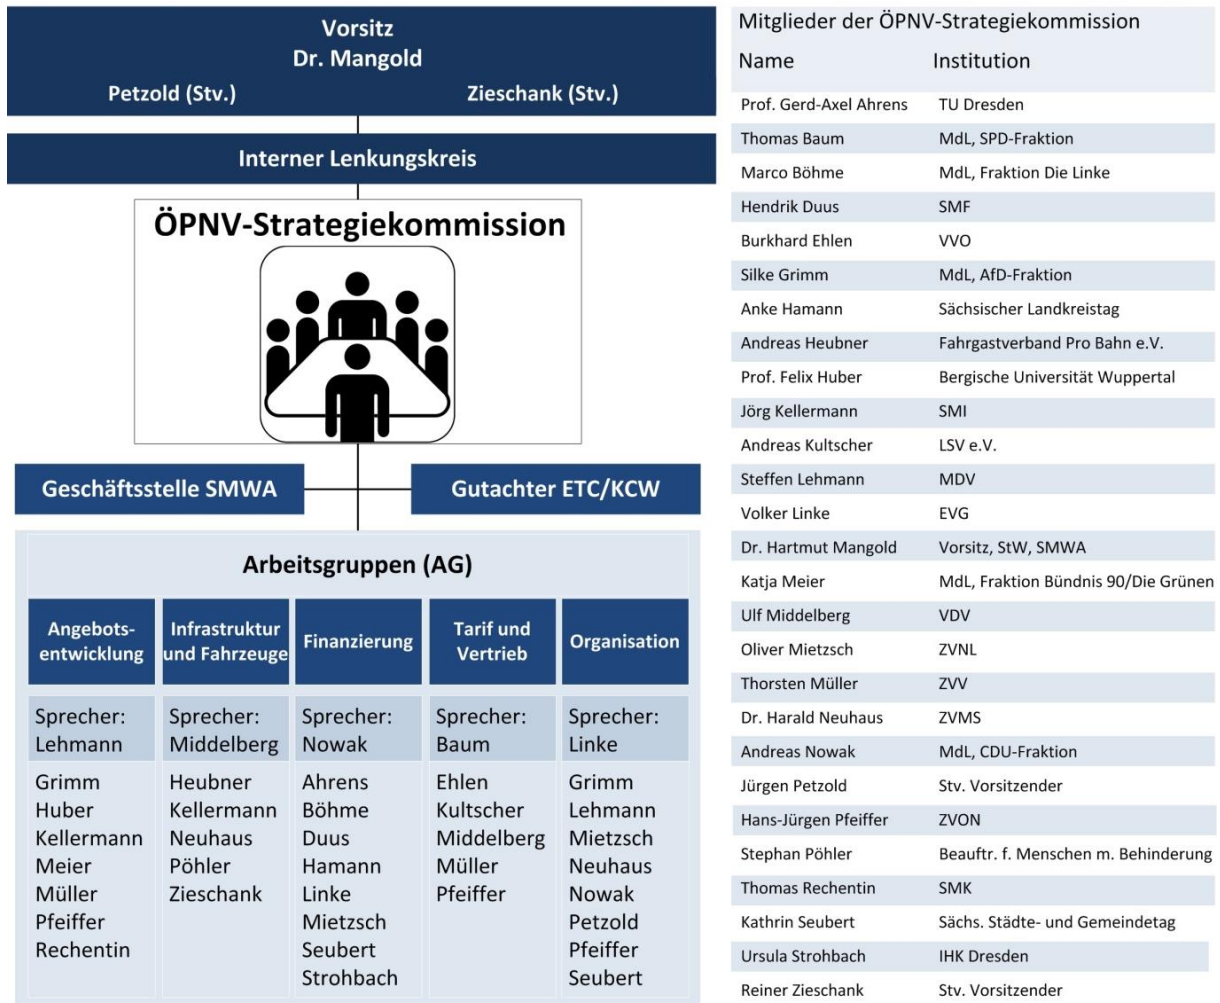 Vorsitz
Dr. Mangold
Petzold (Stv.) Zieschank (Stv.)
Interner Lenkungskreis
ÖPNV-Strategiekommission
Geschäftsstelle SMWA
Gutachter ETC/KCW
Arbeitsgruppen (AG)
Angebots-
entwicklung
Sprecher:
Lehmann
Grimm
Huber
Kellermann
Meier
Müller
Pfeiffer
Rechentin
Infrastruktur
und Fahrzeuge
Sprecher:
Middelberg
Heubner
Kellermann
Neuhaus
Pöhler
Zieschank
Finanzierung
Sprecher:
Nowak
Ahrens
Böhme
Duus
Hamann
Linke
Mietzsch
Seubert
Strohbach
Tarif und
Vertrieb
Sprecher:
Baum
Ehlen
Kultscher
Middelberg
Müller
Pfeiffer
Organisation
Sprecher:
Linke
Grimm
Lehmann
Mietzsch
Neuhaus
Nowak
Petzold
Pfeiffer
Seubert
Mitglieder der ÖPNV-Strategiekommission
Name Institution
Prof. Gerd-Axel Ahrens TU Dresden
Thomas Baum MdL, SPD-Fraktion
Marco Böhme MdL, Fraktion Die Linke
Hendrik Duus SMF
Burkhard Ehlen VVO
Silke Grimm MdL, AfD-Fraktion
Anke Hamann Sächsischer Landkreistag
Andreas Heubner Fahrgastverband Pro Bahn e.V.
Prof. Felix Huber Bergische Universität Wuppertal
Jörg Kellermann SMI
Andreas Kultscher LSV e.V.
Steffen Lehmann MDV
Volker Linke EVG
Dr. Hartmut Mangold Vorsitz, StW, SMWA
Katja Meier MdL, Fraktion Bündnis 90/Die Grünen
Ulf Middelberg VDV
Oliver Mietzsch ZVNL
Thorsten Müller ZVV
Dr. Harald Neuhaus ZVMS
Andreas Nowak MdL, CDU-Fraktion
Jürgen Petzold Stv. Vorsitzender
Hans-Jürgen Pfeiffer ZVON
Stephan Pöhler Beauftr. f. Menschen m. Behinderung
Thomas Rechentin SMK
Kathrin Seubert Sächs. Städte- und Gemeindetag
Ursula Strohbach IHK Dresden
Reiner Zieschank Stv. Vorsitzender